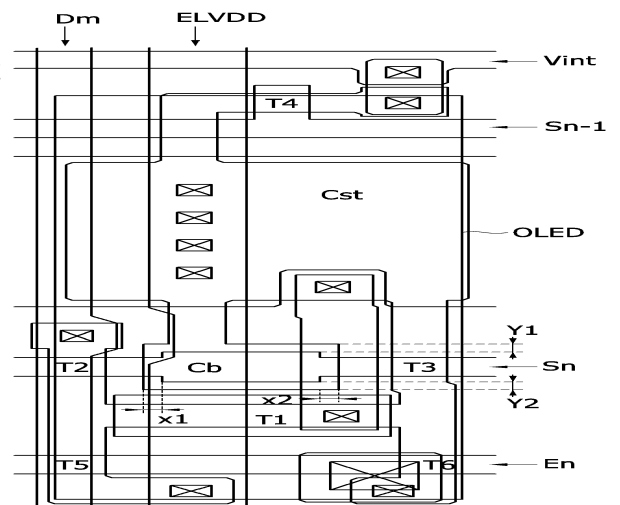 Dm ELVDD
Vint
T4
Sn-1
Cst
OLED
Y1
T2 Cb T3 Sn
x2 Y2
x1 T1
T5 T6 En